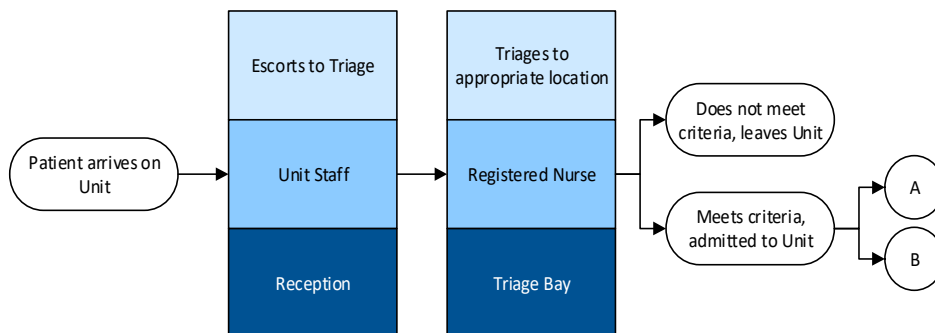 Patient arrives on
Unit
Escorts to Triage
Unit Staff
Reception
Triages to
appropriate location
Registered Nurse
Triage Bay
Does not meet
criteria, leaves Unit
Meets criteria,
admitted to Unit
A
B